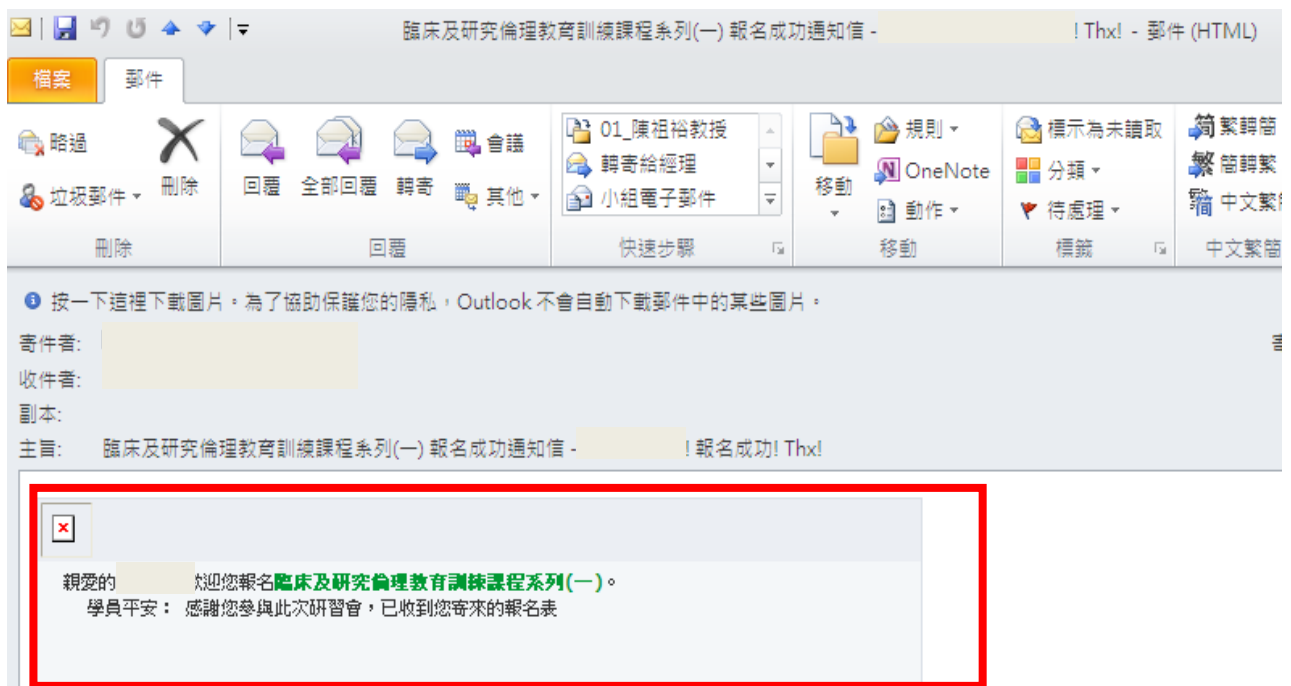 臨床及研究倫理教育訓練課程系列(一) 報名成功通知信 - ! Thx! - 郵件 (HTML)
檔案 郵件
略過
垃圾郵件
刪除
回覆 全部回覆 轉寄
會議
其他
01_陳祖裕教授
轉寄給經理
小組電子郵件
移動
規則
OneNote
動作
標示為未讀取
分類
待處理
简 繁轉簡
繁 簡轉繁
中文繁
刪除 回覆 快速步驟 移動 標籤 中文繁簡
按一下這裡下載圖片。為了協助保護您的隱私,Outlook 不會自動下載郵件中的某些圖片。
寄件者:
收件者:
副本:
主旨: 臨床及研究倫理教育訓練課程系列(一) 報名成功通知信 - ! 報名成功! Thx!
親愛的 歡迎您報名臨床及研究倫理教育訓練課程系列(一)。
學員平安: 感謝您參與此次研習會,已收到您寄來的報名表